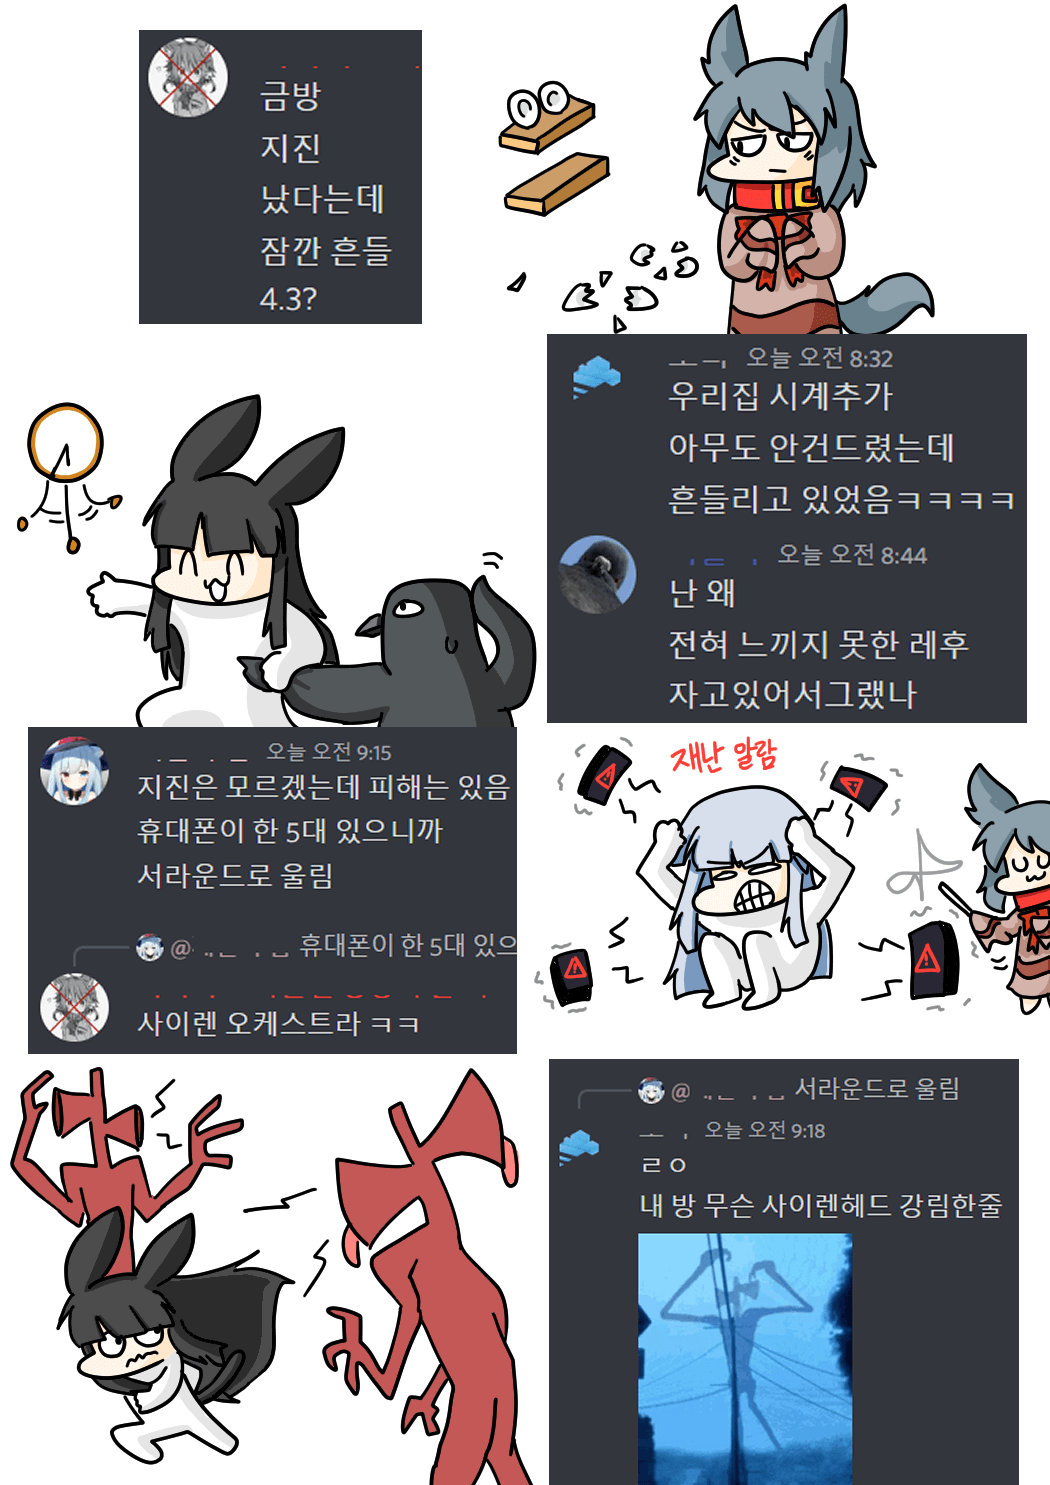 금방
지진
났다는데
잠깐 흔들
4.3?
오늘 오전 8:32
우리집 시계추가
아무도 안건드렸는데
흔들리고 있었음ㅋㅋㅋㅋ
오늘 오전 8:44
난 왜
전혀 느끼지 못한 레후
자고있어서그랬나
오늘 오전 9:15
지진은 모르겠는데 피해는 있음
휴대폰이 한 5대 있으니까
서라운드로 울림
@ 휴대폰이 한 5대 있으
사이렌 오케스트라 ㅋㅋ
재난 알람
@ 서라운드로 울림
오늘 오전 9:18
ㄹㅇ
내 방 무슨 사이렌헤드 강림한줄